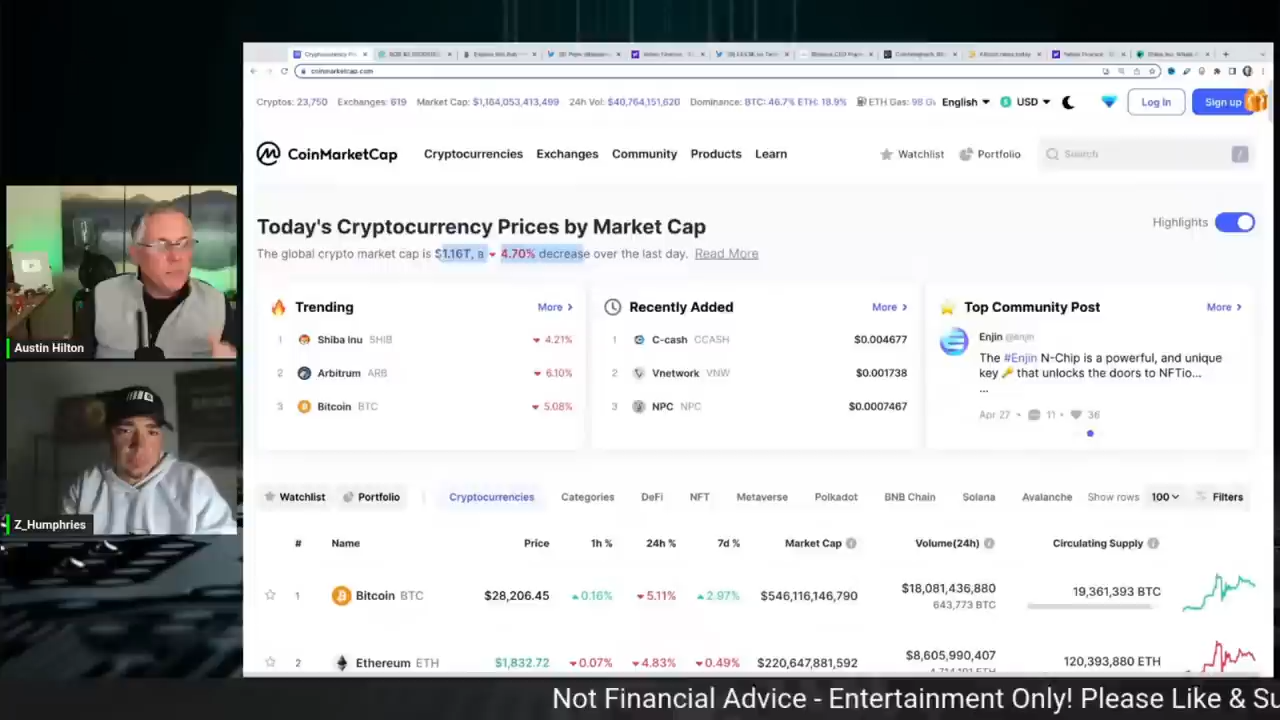 coinmarketcap.com
Cryptos: 23,750 Exchanges: 619 Market Cap: $1,164,053,413,499 24h Vol: $40,764,151,620 Dominance: BTC: 46.7% ETH: 18.9% ETH Gas: 98 English USD Log In Sign up
CoinMarketCap Cryptocurrencies Exchanges Community Products Learn Watchlist Portfolio Search /
Today's Cryptocurrency Prices by Market Cap Highlights
The global crypto market cap is $1.16T, a 4.70% decrease over the last day. Read More
Trending More >
1 Shiba Inu SHIB 4.21%
2 Arbitrum ARB 6.10%
3 Bitcoin BTC 5.08%
Recently Added More >
1 C-cash CCASH $0.004677
2 Vnetwork VNW $0.001738
3 NPC NPC $0.0007467
Top Community Post More >
Enjin @enjin
The #Enjin N-Chip is a powerful, and unique
key 🔑 that unlocks the doors to NFTio...
...
Apr 27 • 11 • 36
Austin Hilton
Z_Humphries
Watchlist Portfolio Cryptocurrencies Categories DeFi NFT Metaverse Polkadot BNB Chain Solana Avalanche Show rows 100 Filters
# Name Price 1h % 24h % 7d % Market Cap Volume(24h) Circulating Supply
1 Bitcoin BTC $28,206.45 0.16% 5.11% 2.97% $546,116,146,790 $18,081,436,880 19,361,393 BTC
643,773 BTC
2 Ethereum ETH $1,832.72 0.07% 4.83% 0.49% $220,647,881,592 $8,605,990,407 120,393,880 ETH
Not Financial Advice - Entertainment Only! Please Like & Su